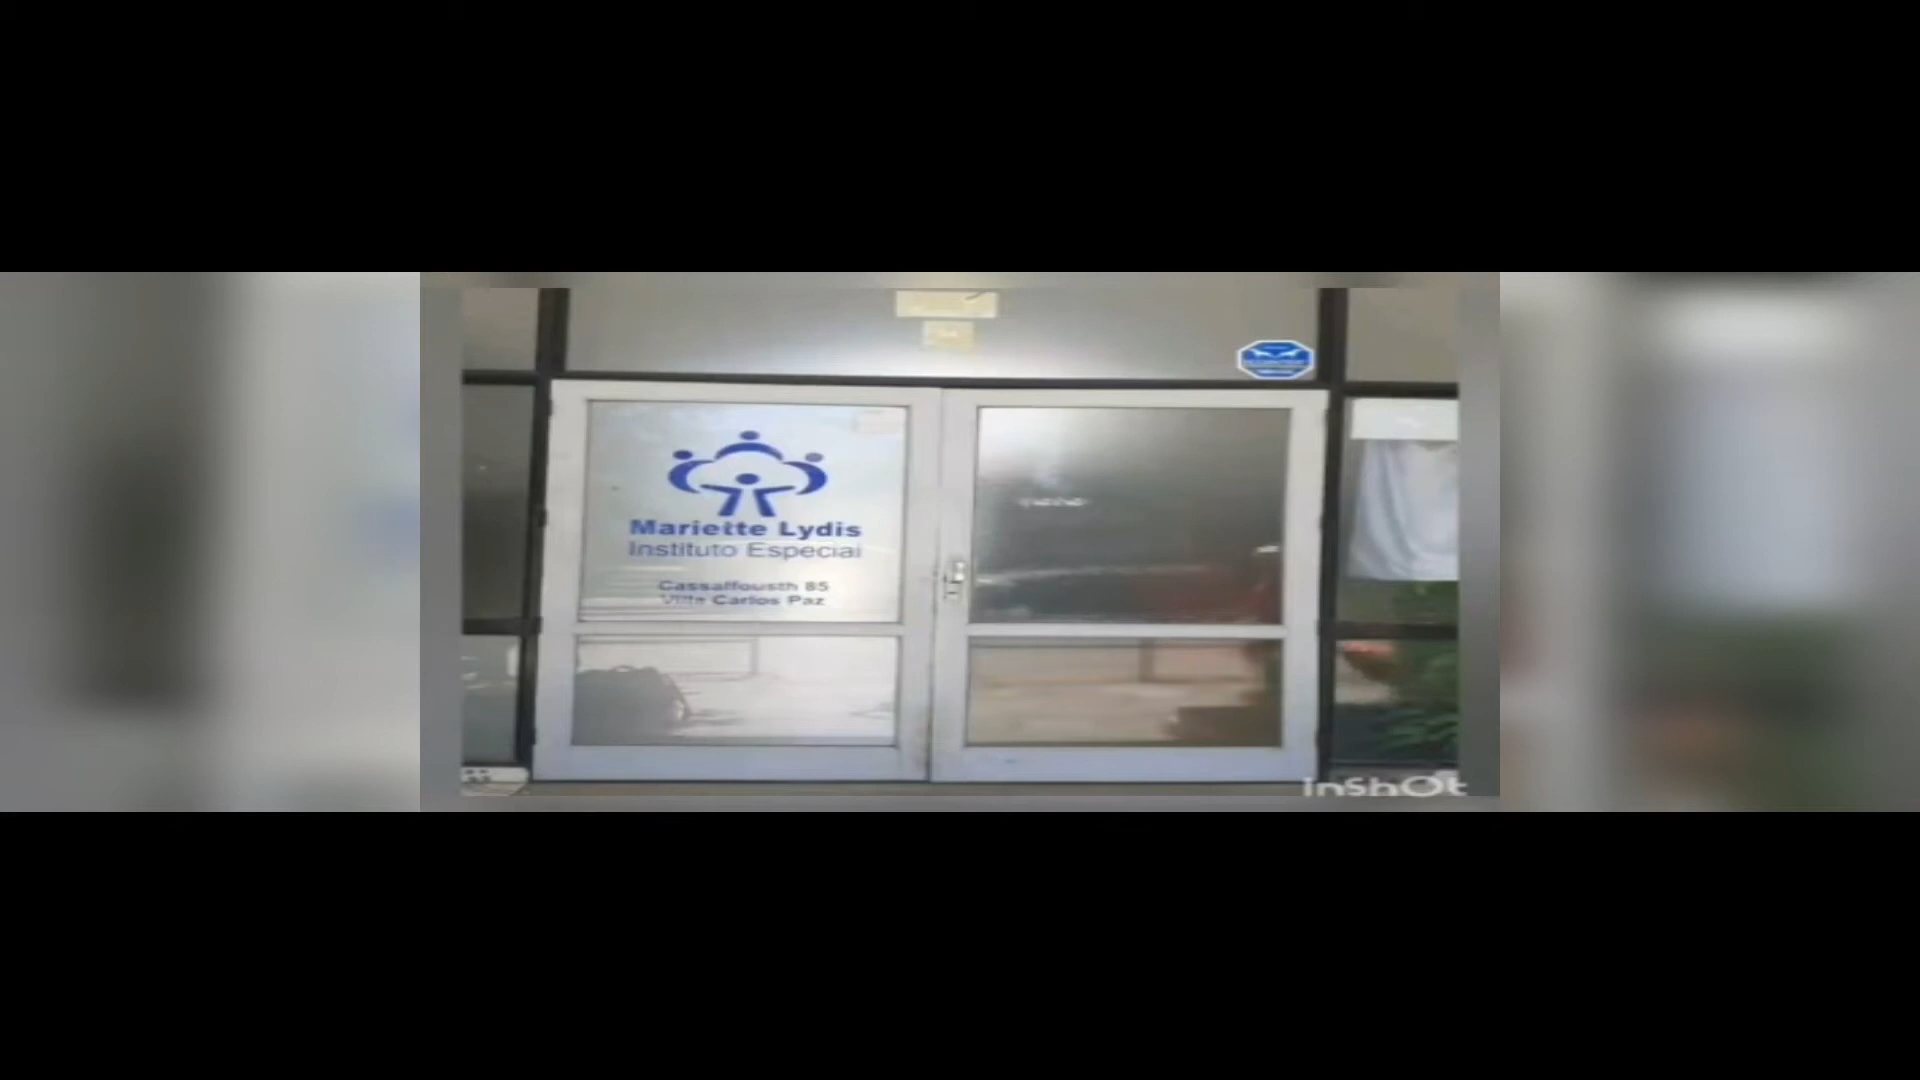 Mariette Lydis
Instituto Especial
Cassaffousth 85
Villa Carlos Paz
InShOt